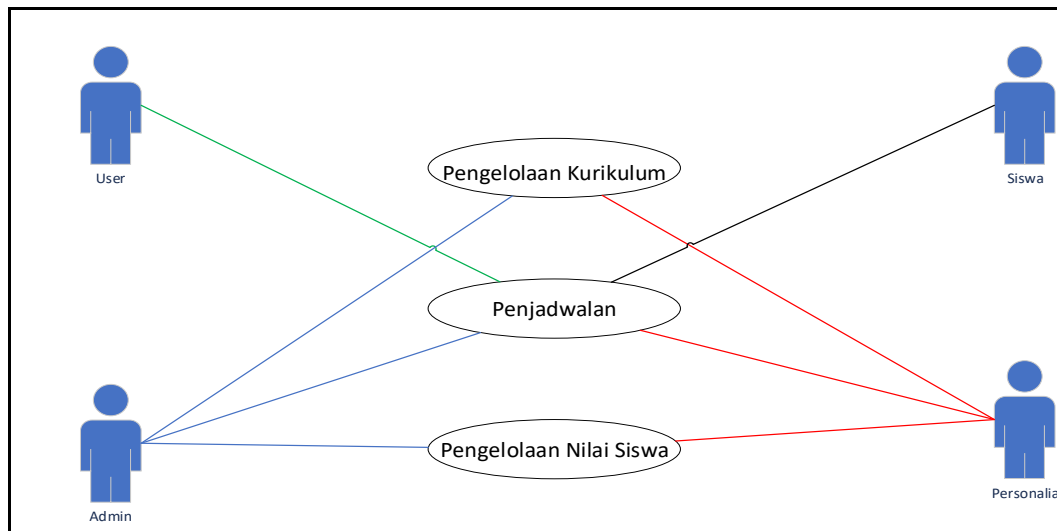 User
Siswa
Pengelolaan Kurikulum
Penjadwalan
Pengelolaan Nilai Siswa
Admin
Personalia